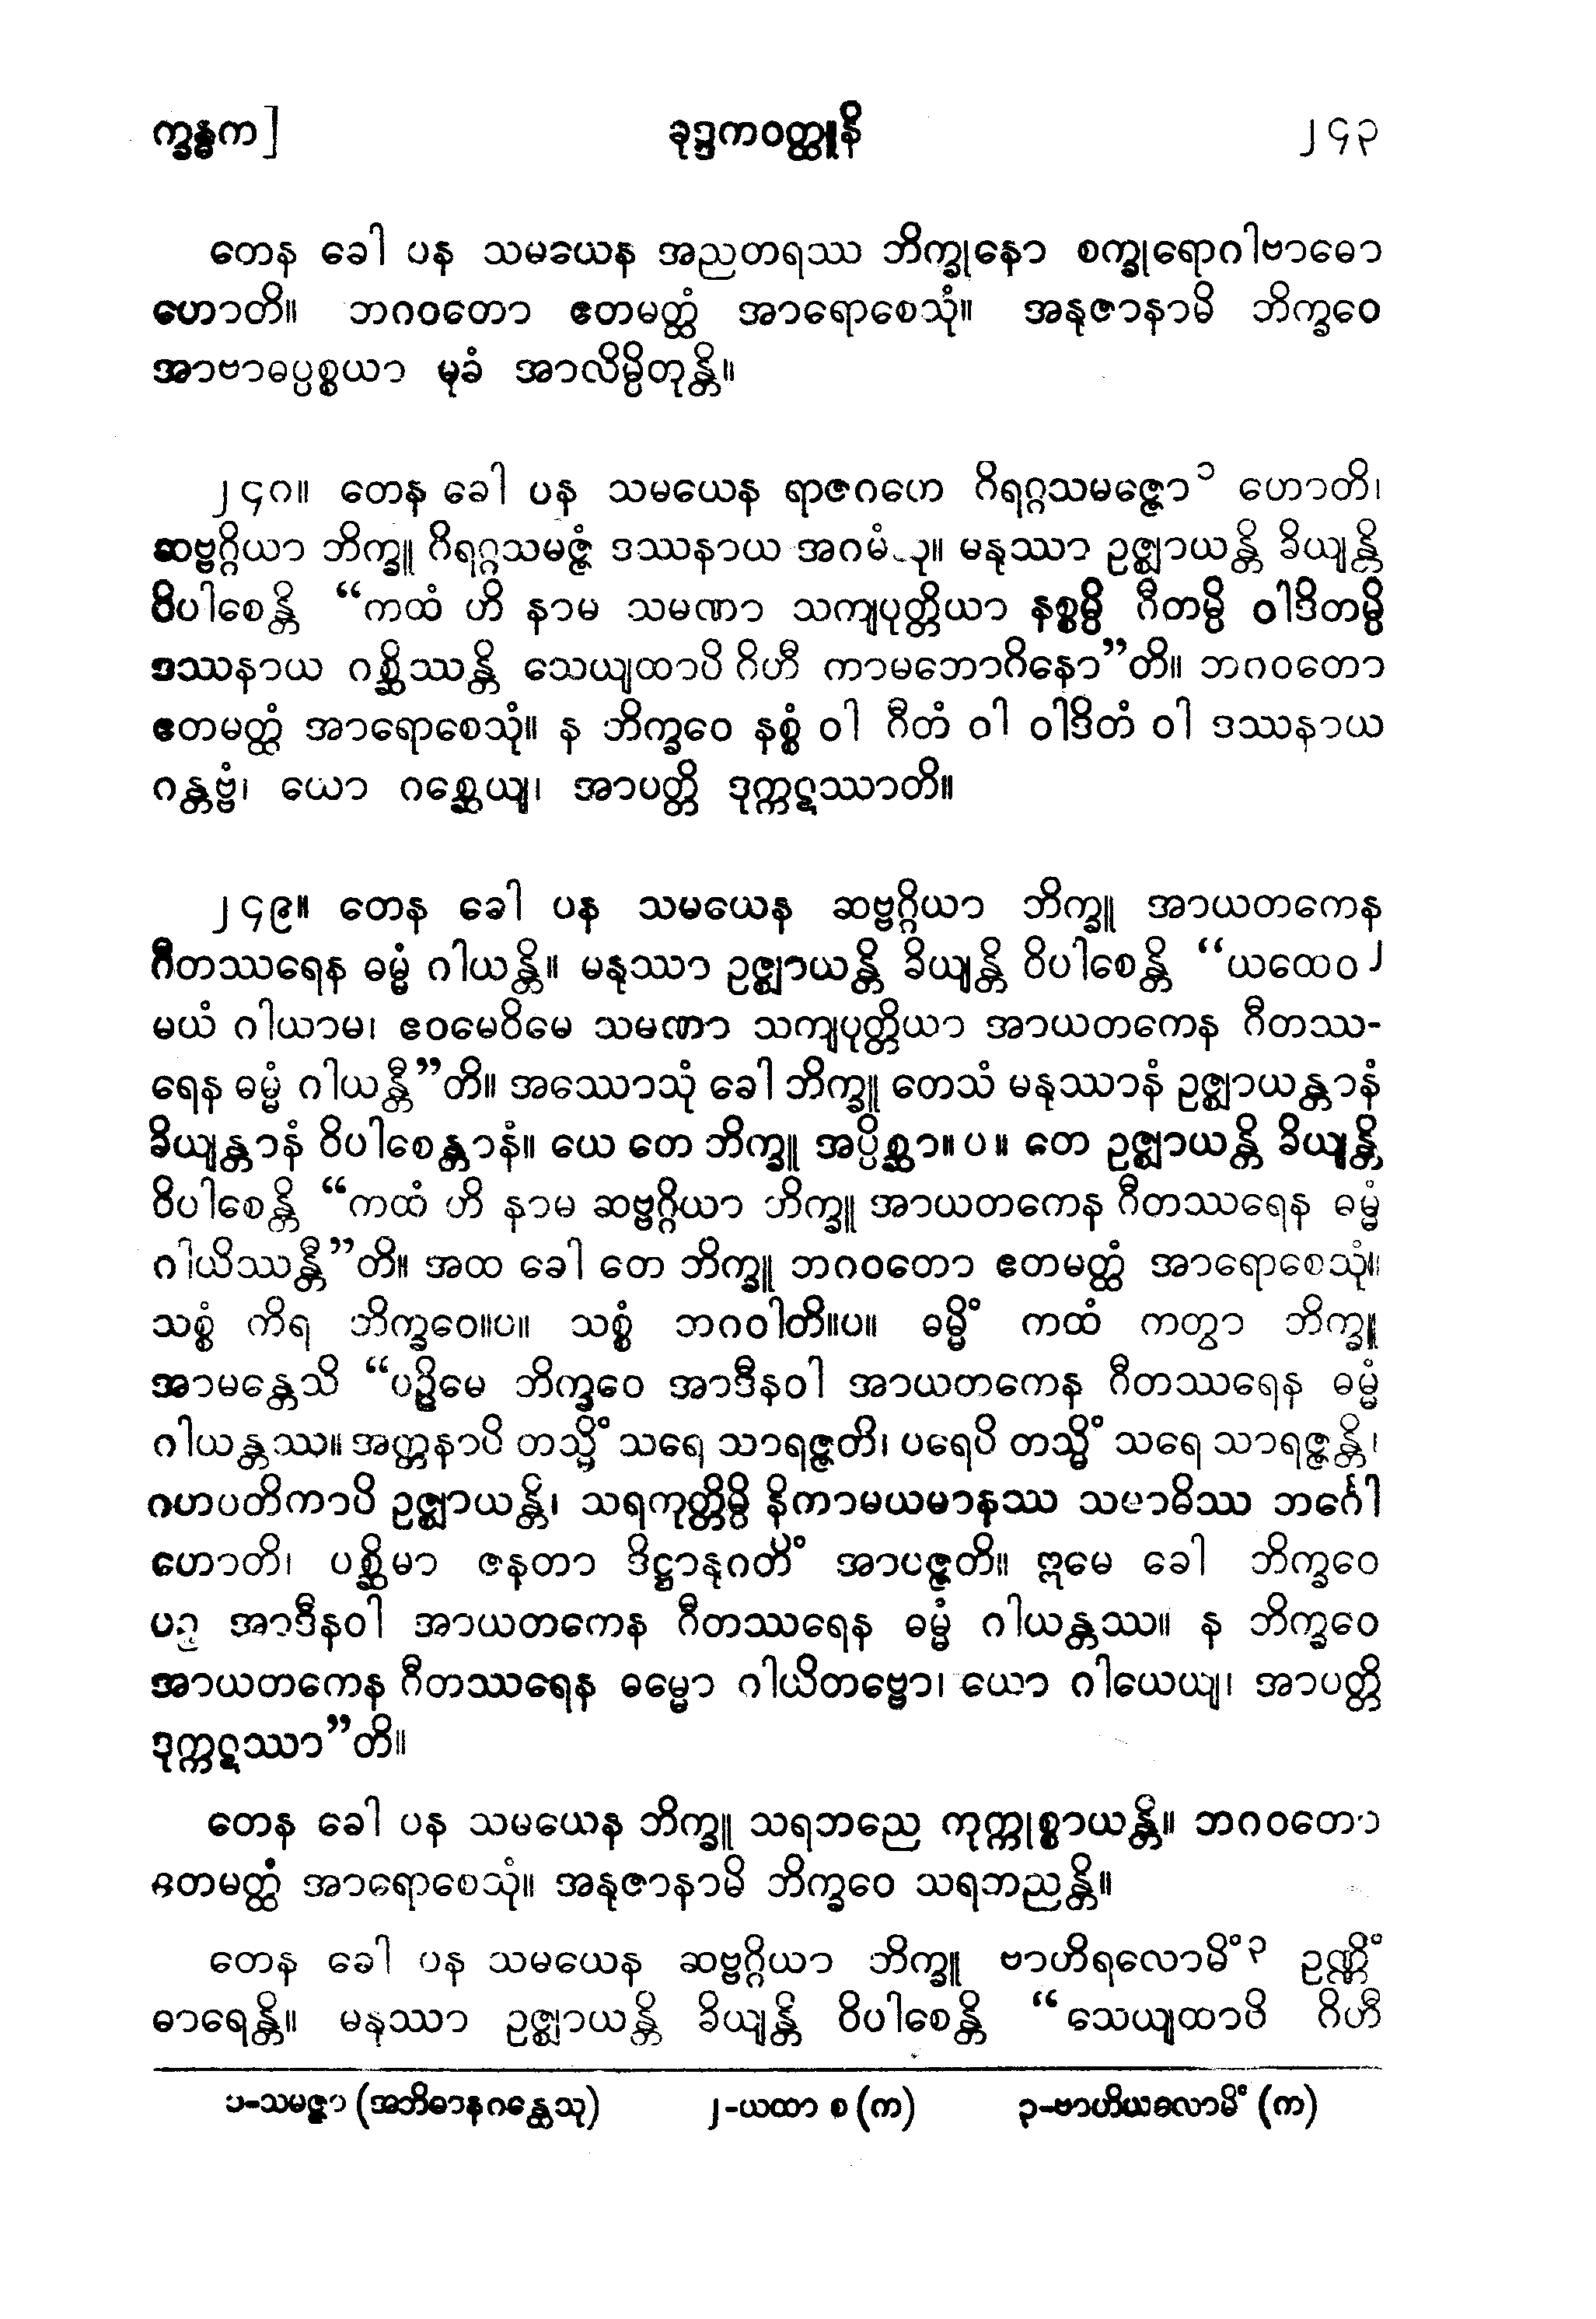 က္ခန္ဓက] ခုဒ္ဒကဝတ္ထူနိ ၂၄၃
တေန ခေါ ပန သမယေန အညတရဿ ဘိက္ခုနော စက္ခုရောဂါဗာဓော
ဟောတိ။ ဘဂဝတော ဧတမတ္ထံ အာရောစေသုံ။ အနုဇာနာမိ ဘိက္ခဝေ
အာဗာဓပ္ပစ္စယာ မုခံ အာလိမ္ပိတုန္တိ။
၂၄၈။ တေန ခေါ ပန သမယေန ရာဇဂဟေ ဂိရဂ္ဂသမဇ္ဇော၁ ဟောတိ၊
ဆဗ္ဗဂ္ဂိယာ ဘိက္ခူ ဂိရဂ္ဂသမဇ္ဇံ ဒဿနာယ အဂမံသု။ မနုဿာ ဥဇ္ဈာယန္တိ ခိယျန္တိ
ဝိပါစေန္တိ “ကထံ ဟိ နာမ သမဏာ သကျပုတ္တိယာ နစ္စမ္ပိ ဂီတမ္ပိ ဝါဒိတမ္ပိ
ဒဿနာယ ဂစ္ဆိဿန္တိ သေယျထာပိ ဂိဟီ ကာမဘောဂိနော”တိ။ ဘဂဝတော
ဧတမတ္ထံ အာရောစေသုံ။ န ဘိက္ခဝေ နစ္စံ ဝါ ဂီတံ ဝါ ဝါဒိတံ ဝါ ဒဿနာယ
ဂန္တဗ္ဗံ၊ ယော ဂစ္ဆေယျ၊ အာပတ္တိ ဒုက္ကဋဿာတိ။
၂၄၉။ တေန ခေါ ပန သမယေန ဆဗ္ဗဂ္ဂိယာ ဘိက္ခူ အာယတကေန
ဂီတဿရေန ဓမ္မံ ဂါယန္တိ။ မနုဿာ ဥဇ္ဈာယန္တိ ခိယျန္တိ ဝိပါစေန္တိ “ယထေဝ၂
မယံ ဂါယာမ၊ ဧဝမေဝိမေ သမဏာ သကျပုတ္တိယာ အာယတကေန ဂီတဿ-
ရေန ဓမ္မံ ဂါယန္တီ”တိ။ အဿောသုံ ခေါ ဘိက္ခူ တေသံ မနုဿာနံ ဥဇ္ဈာယန္တာနံ
ခိယျန္တာနံ ဝိပါစေန္တာနံ။ ယေ တေ ဘိက္ခူ အပ္ပိစ္ဆာ။ ပ။ တေ ဥဇ္ဈာယန္တိ ခိယျန္တိ
ဝိပါစေန္တိ “ကထံ ဟိ နာမ ဆဗ္ဗဂ္ဂိယာ ဘိက္ခူ အာယတကေန ဂီတဿရေန ဓမ္မံ
ဂါယိဿန္တီ”တိ။ အထ ခေါ တေ ဘိက္ခူ ဘဂဝတော ဧတမတ္ထံ အာရောစေသုံ။
သစ္စံ ကိရ ဘိက္ခဝေ။ပ။ သစ္စံ ဘဂဝါတိ။ပ။ ဓမ္မိံ ကထံ ကတွာ ဘိက္ခူ
အာမန္တေသိ “ပဉ္စိမေ ဘိက္ခဝေ အာဒီနဝါ အာယတကေန ဂီတဿရေန ဓမ္မံ
ဂါယန္တဿ။ အတ္တနာပိ တသ္မိံ သရေ သာရဇ္ဇတိ၊ ပရေပိ တသ္မိံ သရေ သာရဇ္ဇန္တိ၊
ဂဟပတိကာပိ ဥဇ္ဈာယန္တိ၊ သရကုတ္တိမ္ပိ နိကာမယမာနဿ သမာဓိဿ ဘင်္ဂေါ
ဟောတိ၊ ပစ္ဆိမာ ဇနတာ ဒိဋ္ဌာနုဂတိံ အာပဇ္ဇတိ။ ဣမေ ခေါ ဘိက္ခဝေ
ပဉ္စ အာဒီနဝါ အာယတကေန ဂီတဿရေန ဓမ္မံ ဂါယန္တဿ။ န ဘိက္ခဝေ
အာယတကေန ဂီတဿရေန ဓမ္မော ဂါယိတဗ္ဗော၊ ယော ဂါယေယျ၊ အာပတ္တိ
ဒုက္ကဋဿာ”တိ။
တေန ခေါ ပန သမယေန ဘိက္ခူ သရဘညေ ကုက္ကုစ္စာယန္တိ။ ဘဂဝတော
ဧတမတ္ထံ အာရောစေသုံ။ အနုဇာနာမိ ဘိက္ခဝေ သရဘညန္တိ။
တေန ခေါ ပန သမယေန ဆဗ္ဗဂ္ဂိယာ ဘိက္ခူ ဗာဟိရလောမိံ၃ ဥဏ္ဏိံ
ဓာရေန္တိ။ မနုဿာ ဥဇ္ဈာယန္တိ ခိယျန္တိ ဝိပါစေန္တိ “သေယျထာပိ ဂိဟီ
၁-သမဇ္ဇာ (အဘိဓာနဂန္ထေသု) ၂-ယထာ စ (က) ၃-ဗာဟိယလောမိံ (က)